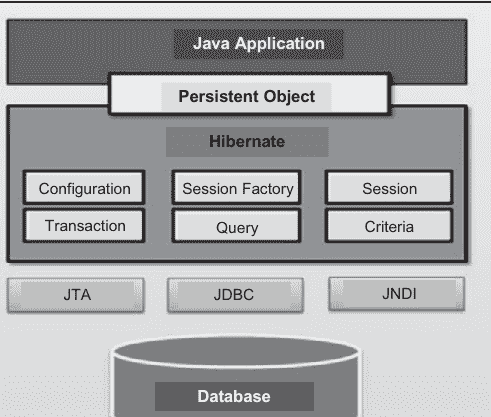 Java Application
Persistent Object
Hibernate
Configuration
Session Factory
Session
Transaction
Query
Criteria
JTA
JDBC
JNDI
Database